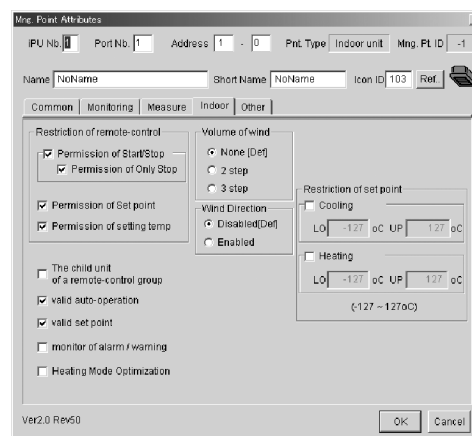 Mng. Point Attributes
IPU Nb. 1 Port Nb. 1 Address 1 - 0 Pnt. Type Indoor unit Mng. Pt. ID -1
Name NoName Short Name NoName Icon ID 103 Ref.
Common Monitoring Measure Indoor Other
Restriction of remote-control
Permission of Start/Stop
Permission of Only Stop
Permission of Set point
Permission of setting temp
The child unit
of a remote-control group
valid auto-operation
valid set point
monitor of alarm / warning
Heating Mode Optimization
Volume of wind
None [Def]
2 step
3 step
Wind Direction
Disabled[Def]
Enabled
Restriction of set point
Cooling
LO -127 oC UP 127 oC
Heating
LO -127 oC UP 127 oC
(-127 ~ 127oC)
Ver2.0 Rev50
OK Cancel